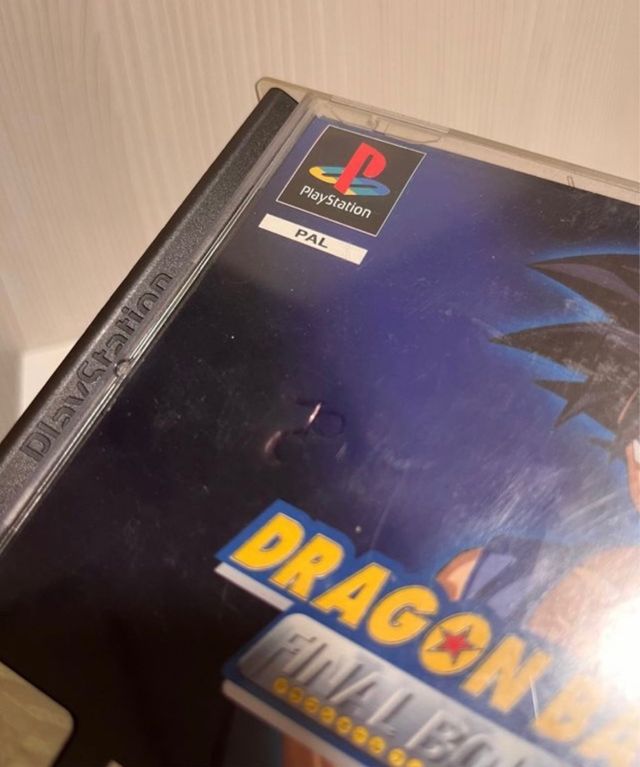 PlayStation
PAL
PlayStation
DRAGON BA
FINAL BO